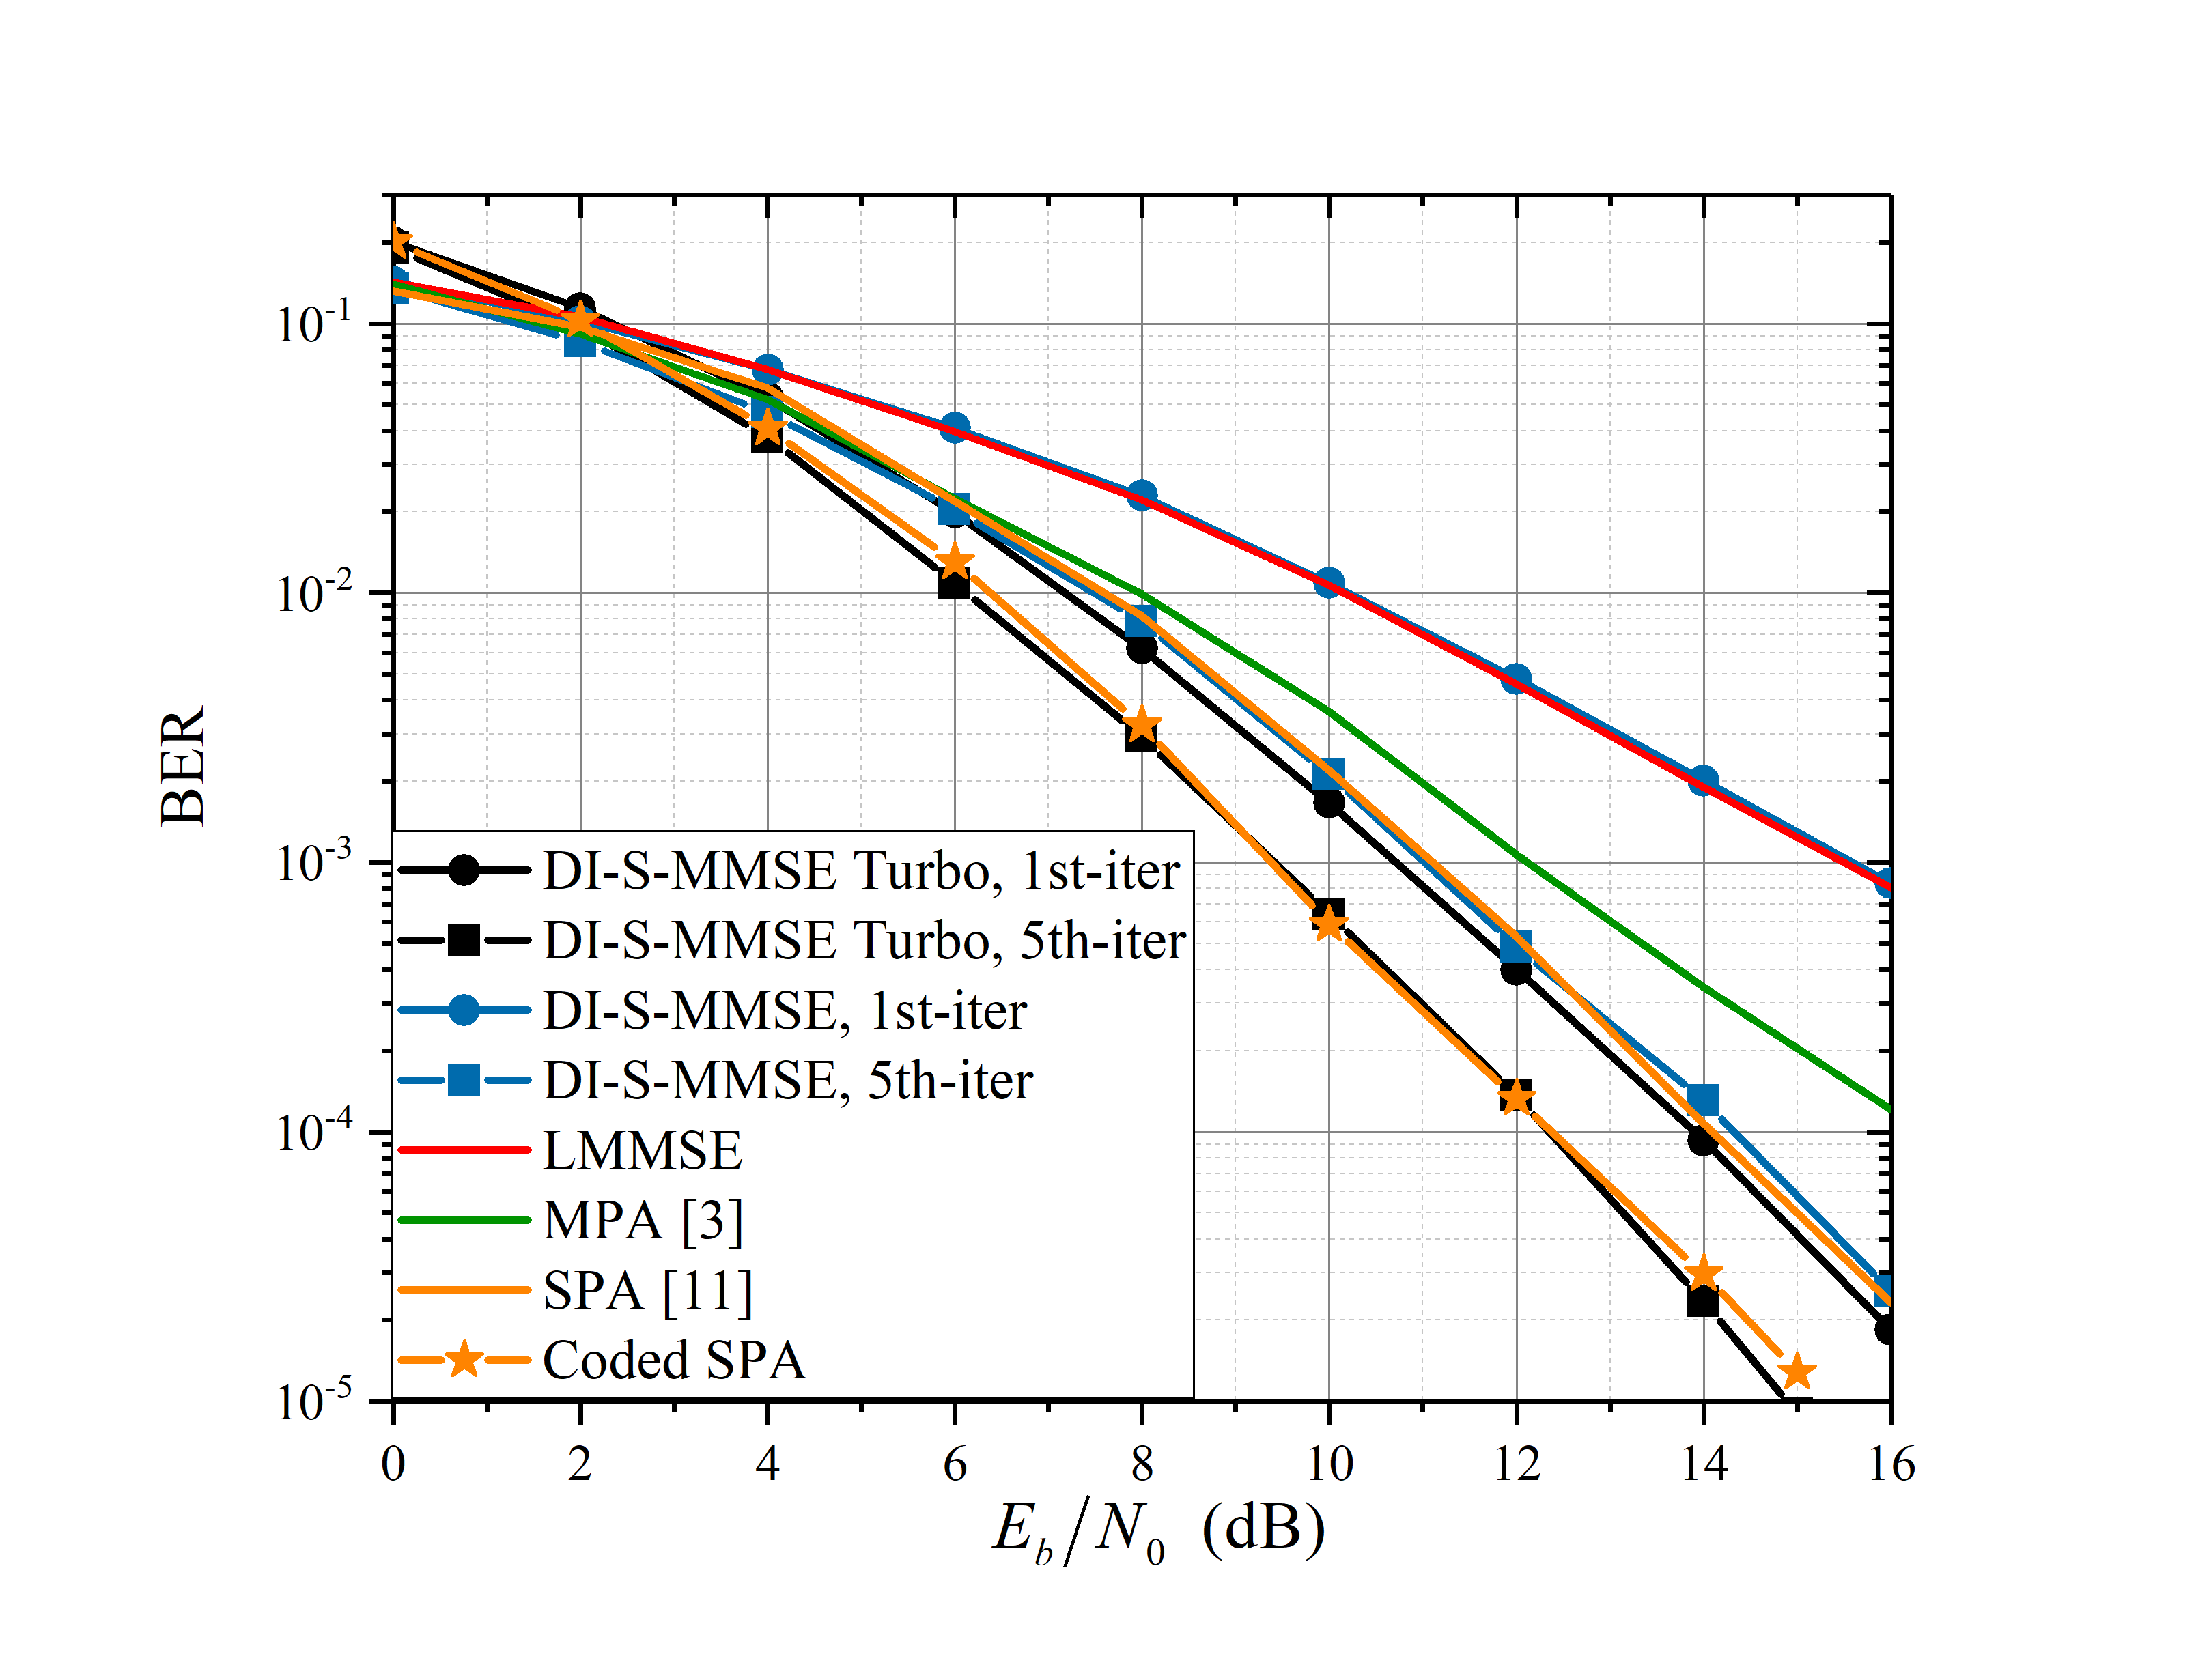 BER
10-1
10-2
10-3
10-4
10-5
DI-S-MMSE Turbo, 1st-iter
DI-S-MMSE Turbo, 5th-iter
DI-S-MMSE, 1st-iter
DI-S-MMSE, 5th-iter
LMMSE
MPA [3]
SPA [11]
Coded SPA
0 2 4 6 8 10 12 14 16
Eb/N0 (dB)